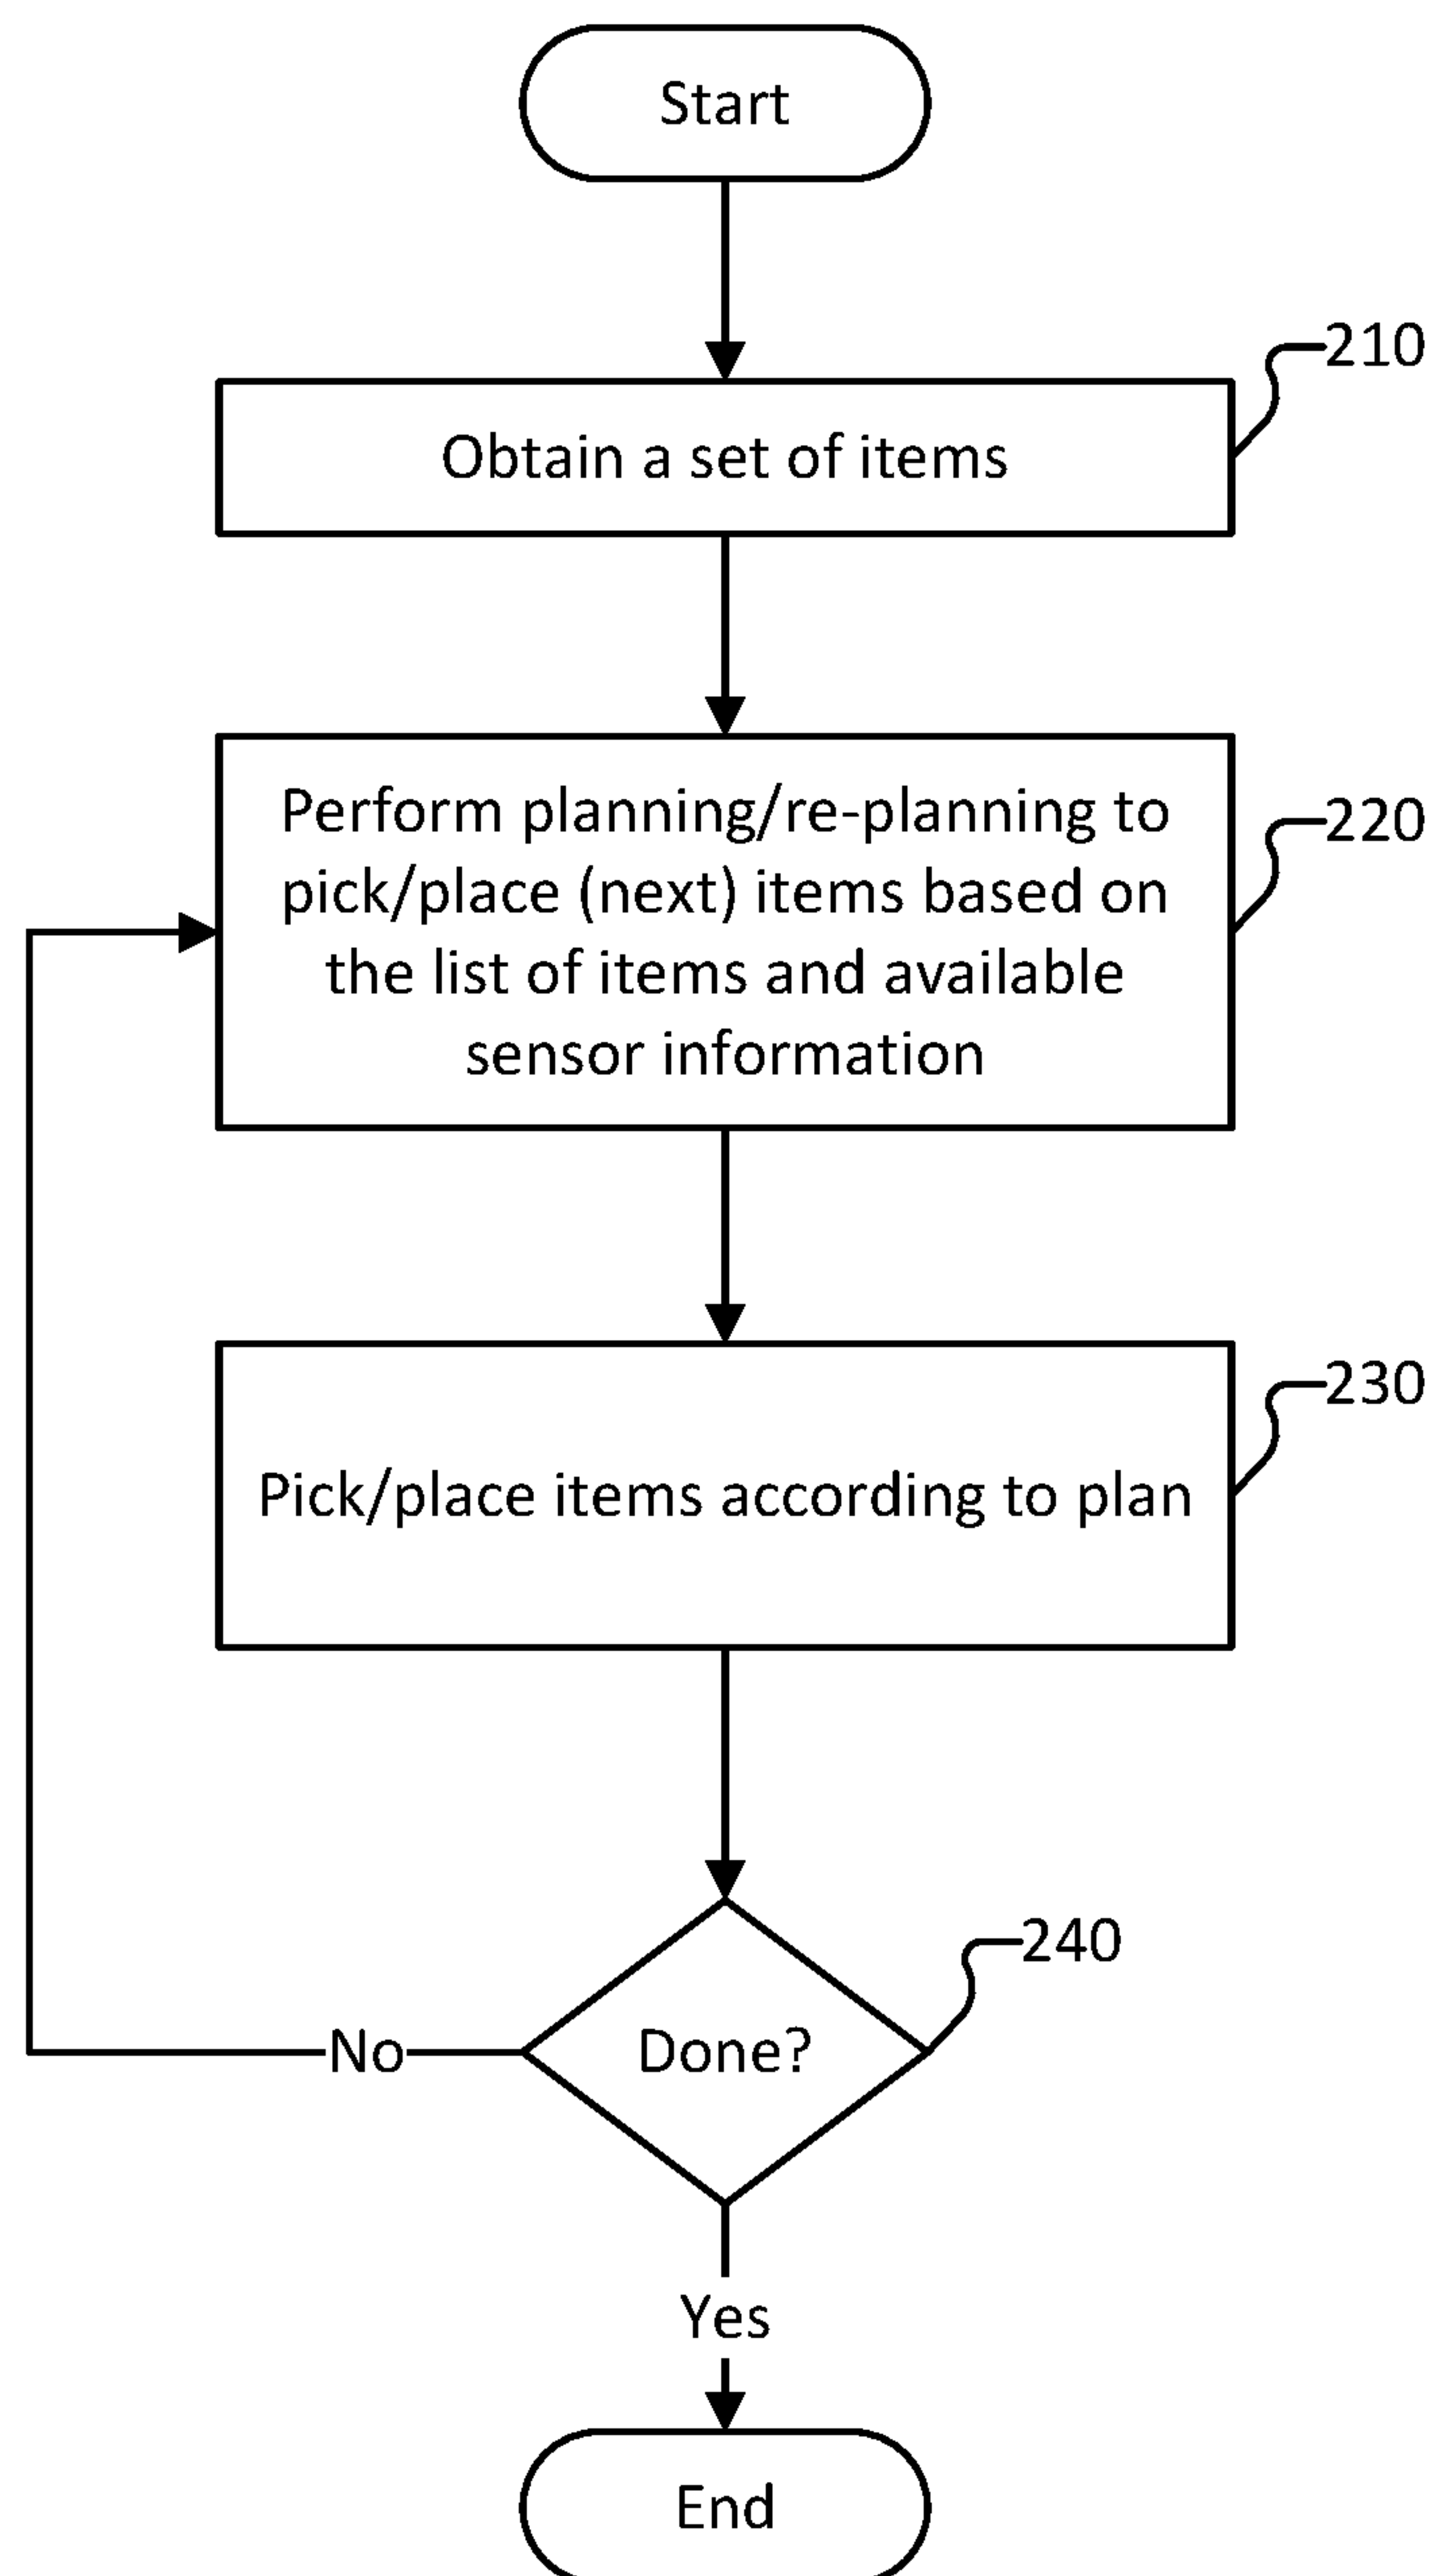 Start
210
Obtain a set of items
Perform planning/re-planning to
220
pick/place (next) items based on
the list of items and available
sensor information
230
Pick/place items according to plan
240
Done?
No
Yes
End